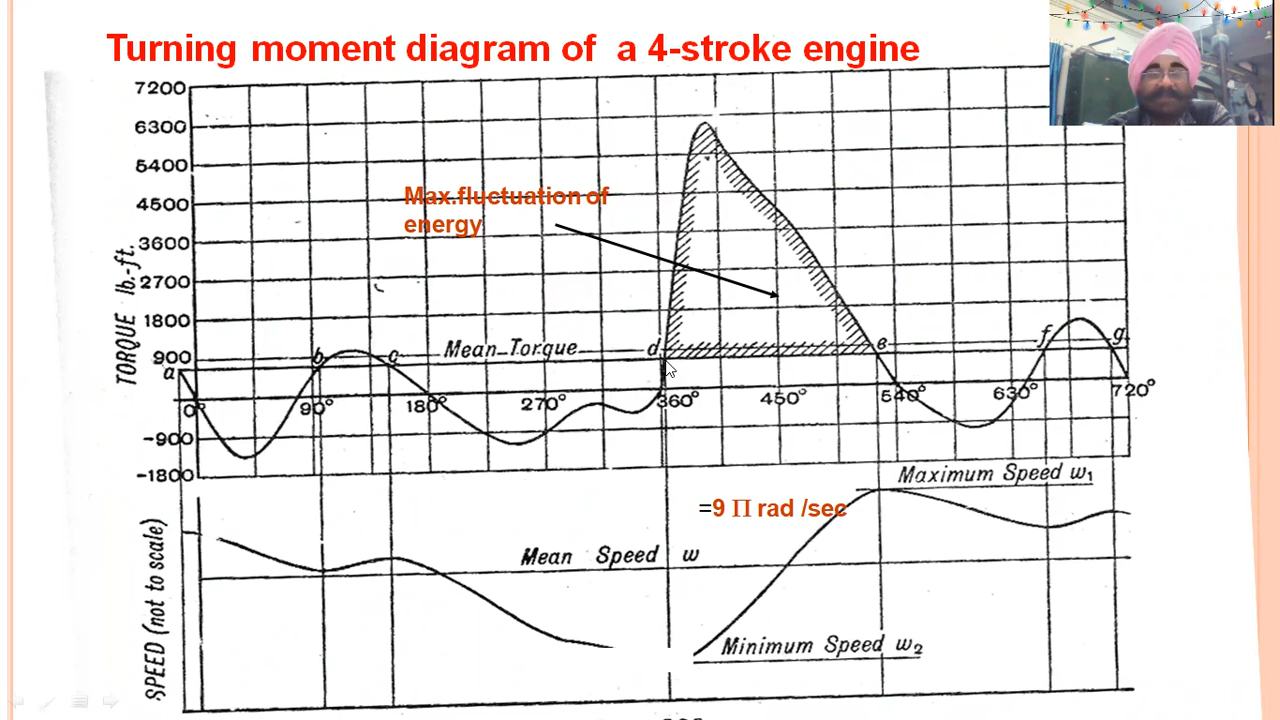 Turning moment diagram of a 4-stroke engine
7200
6300
5400
4500
3600
2700
1800
900
-900
-1800
TORQUE lb.-ft.
Max.fluctuation of
energy
Mean Torque
a
b
c
d
e
f
g
0° 90° 180° 270° 360° 450° 540° 630° 720°
Maximum Speed w₁
=9 Π rad /sec
Mean Speed w
Minimum Speed w₂
SPEED (not to scale)